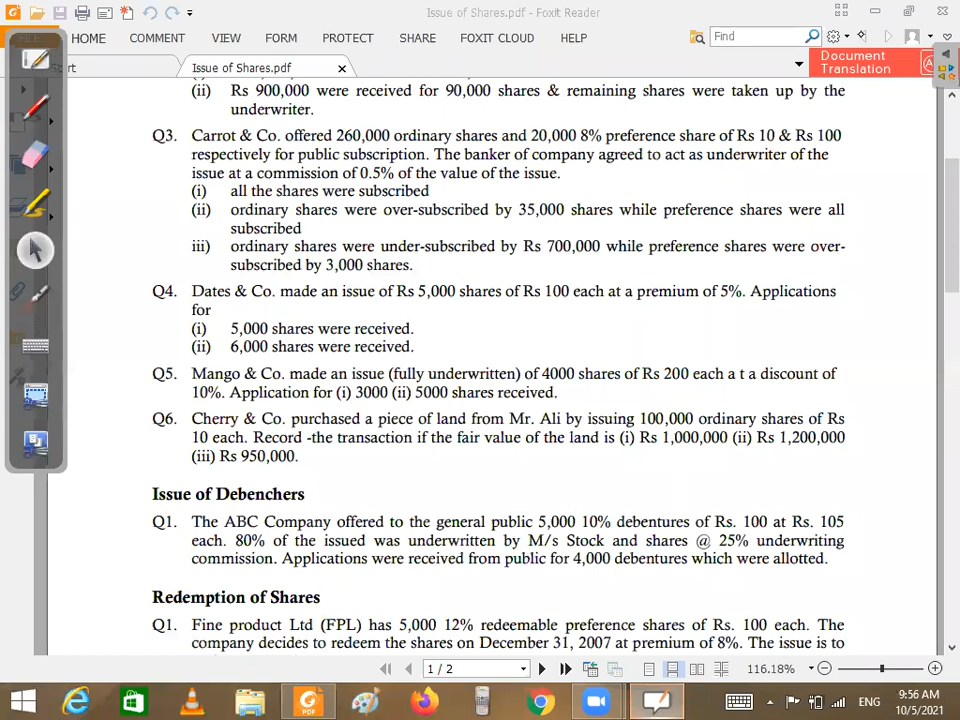 Issue of Shares.pdf - Foxit Reader
FILE HOME COMMENT VIEW FORM PROTECT SHARE FOXIT CLOUD HELP
Find
Start Issue of Shares.pdf
Document
Translation
(ii) Rs 900,000 were received for 90,000 shares & remaining shares were taken up by the
underwriter.
Q3. Carrot & Co. offered 260,000 ordinary shares and 20,000 8% preference share of Rs 10 & Rs 100
respectively for public subscription. The banker of company agreed to act as underwriter of the
issue at a commission of 0.5% of the value of the issue.
(i) all the shares were subscribed
(ii) ordinary shares were over-subscribed by 35,000 shares while preference shares were all
subscribed
iii) ordinary shares were under-subscribed by Rs 700,000 while preference shares were over-
subscribed by 3,000 shares.
Q4. Dates & Co. made an issue of Rs 5,000 shares of Rs 100 each at a premium of 5%. Applications
for
(i) 5,000 shares were received.
(ii) 6,000 shares were received.
Q5. Mango & Co. made an issue (fully underwritten) of 4000 shares of Rs 200 each a t a discount of
10%. Application for (i) 3000 (ii) 5000 shares received.
Q6. Cherry & Co. purchased a piece of land from Mr. Ali by issuing 100,000 ordinary shares of Rs
10 each. Record -the transaction if the fair value of the land is (i) Rs 1,000,000 (ii) Rs 1,200,000
(iii) Rs 950,000.
Issue of Debenchers
Q1. The ABC Company offered to the general public 5,000 10% debentures of Rs. 100 at Rs. 105
each. 80% of the issued was underwritten by M/s Stock and shares @ 25% underwriting
commission. Applications were received from public for 4,000 debentures which were allotted.
Redemption of Shares
Q1. Fine product Ltd (FPL) has 5,000 12% redeemable preference shares of Rs. 100 each. The
company decides to redeem the shares on December 31, 2007 at premium of 8%. The issue is to
1 / 2
116.18%
PDF
ENG
9:56 AM
10/5/2021